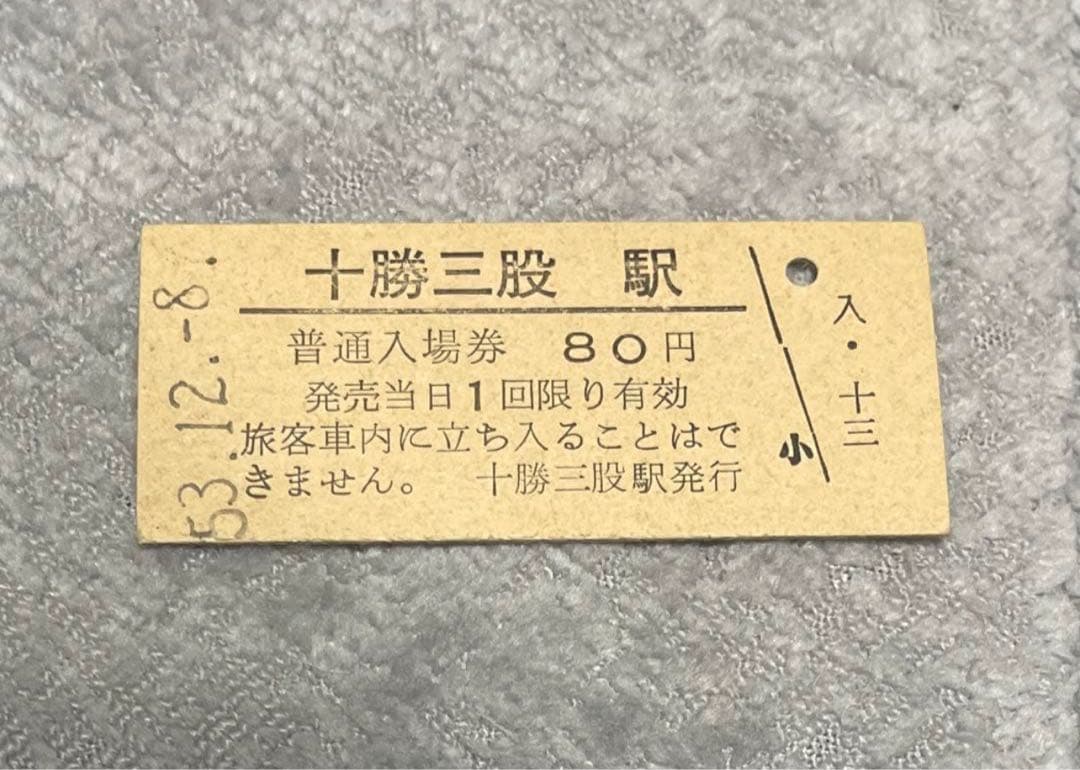 十勝三股 駅
普通入場券 80円
発売当日1回限り有効
旅客車内に立ち入ることはで
きません。 十勝三股駅発行
小
入・十三
53.12.-8.